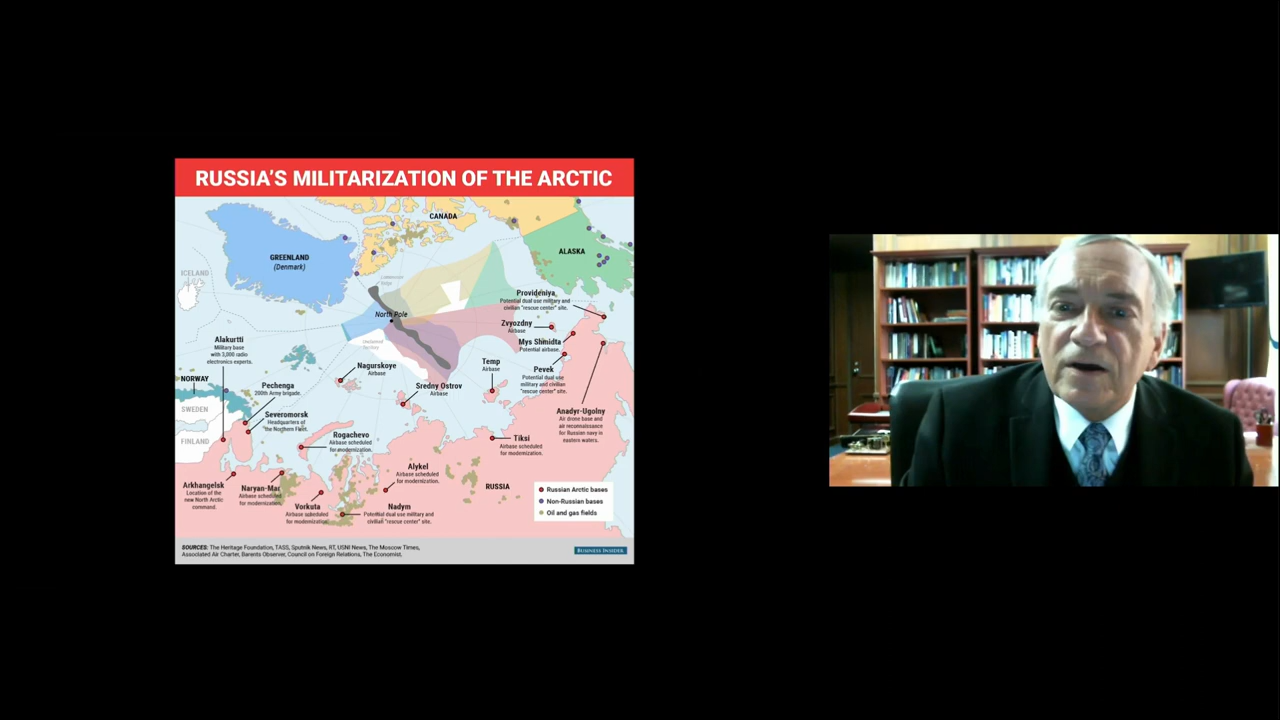 RUSSIA'S MILITARIZATION OF THE ARCTIC
CANADA
GREENLAND
(Denmark)
ALASKA
ICELAND
Lomonosov
Ridge
North Pole
Unclaimed
Territory
Provideniya
Potential dual use military and
civilian "rescue center" site.
Zvyozdny
Airbase
Mys Shmidta
Potential airbase.
Pevek
Potential dual use
military and civilian
"rescue center" site.
Temp
Airbase
Anadyr-Ugolny
Air drone base and
air reconnaissance
for Russian navy in
eastern waters.
Alakurtti
Military base
with 3,000 radio
electronics experts.
NORWAY
SWEDEN
FINLAND
Pechenga
200th Army brigade.
Severomorsk
Headquarters of
the Northern Fleet.
Nagurskoye
Airbase
Sredny Ostrov
Airbase
Rogachevo
Airbase scheduled
for modernization.
Tiksi
Airbase scheduled
for modernization.
Alykel
Airbase scheduled
for modernization.
Arkhangelsk
Location of the
new North Arctic
command.
Naryan-Mar
Airbase scheduled
for modernization.
Vorkuta
Airbase scheduled
for modernization.
Nadym
Potential dual use military and
civilian "rescue center" site.
RUSSIA
Russian Arctic bases
Non-Russian bases
Oil and gas fields
SOURCES: The Heritage Foundation, TASS, Sputnik News, RT, USNI News, The Moscow Times,
Associated Air Charter, Barents Observer, Council on Foreign Relations, The Economist.
BUSINESS INSIDER